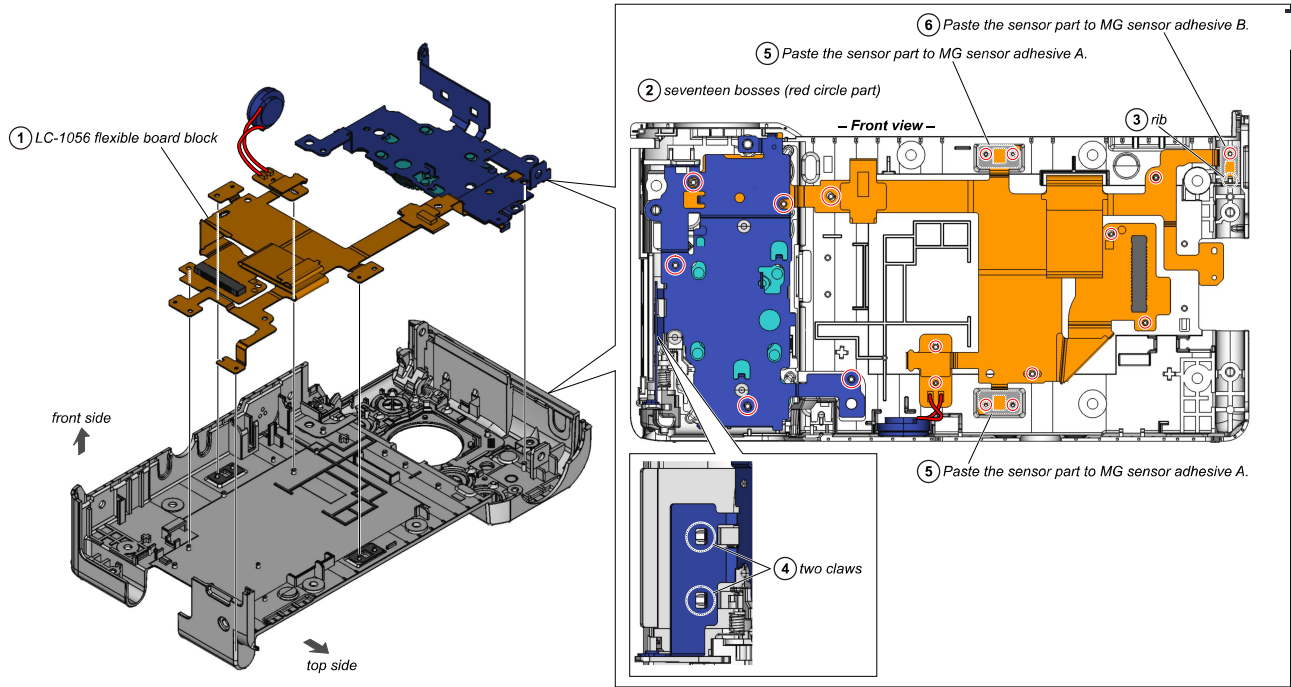 ⑥ Paste the sensor part to MG sensor adhesive B.
⑤ Paste the sensor part to MG sensor adhesive A.
② seventeen bosses (red circle part)
① LC-1056 flexible board block
– Front view –
③ rib
front side
⑤ Paste the sensor part to MG sensor adhesive A.
④ two claws
top side